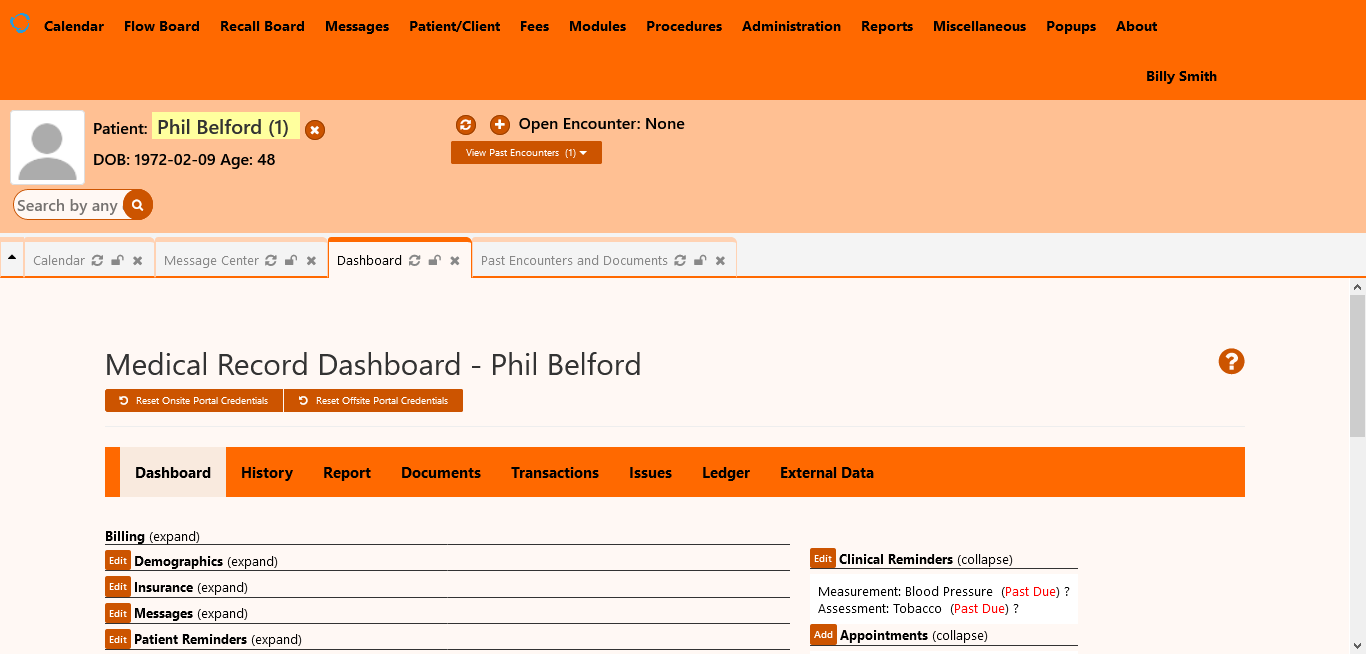 Calendar Flow Board Recall Board Messages Patient/Client Fees Modules Procedures Administration Reports Miscellaneous Popups About
Billy Smith
Patient: Phil Belford (1)
DOB: 1972-02-09 Age: 48
Open Encounter: None
View Past Encounters (1)
Search by any
Calendar Message Center Dashboard Past Encounters and Documents
Medical Record Dashboard - Phil Belford
?
Reset Onsite Portal Credentials Reset Offsite Portal Credentials
Dashboard History Report Documents Transactions Issues Ledger External Data
Billing (expand)
Edit Demographics (expand)
Edit Insurance (expand)
Edit Messages (expand)
Edit Patient Reminders (expand)
Edit Clinical Reminders (collapse)
Measurement: Blood Pressure (Past Due) ?
Assessment: Tobacco (Past Due) ?
Add Appointments (collapse)